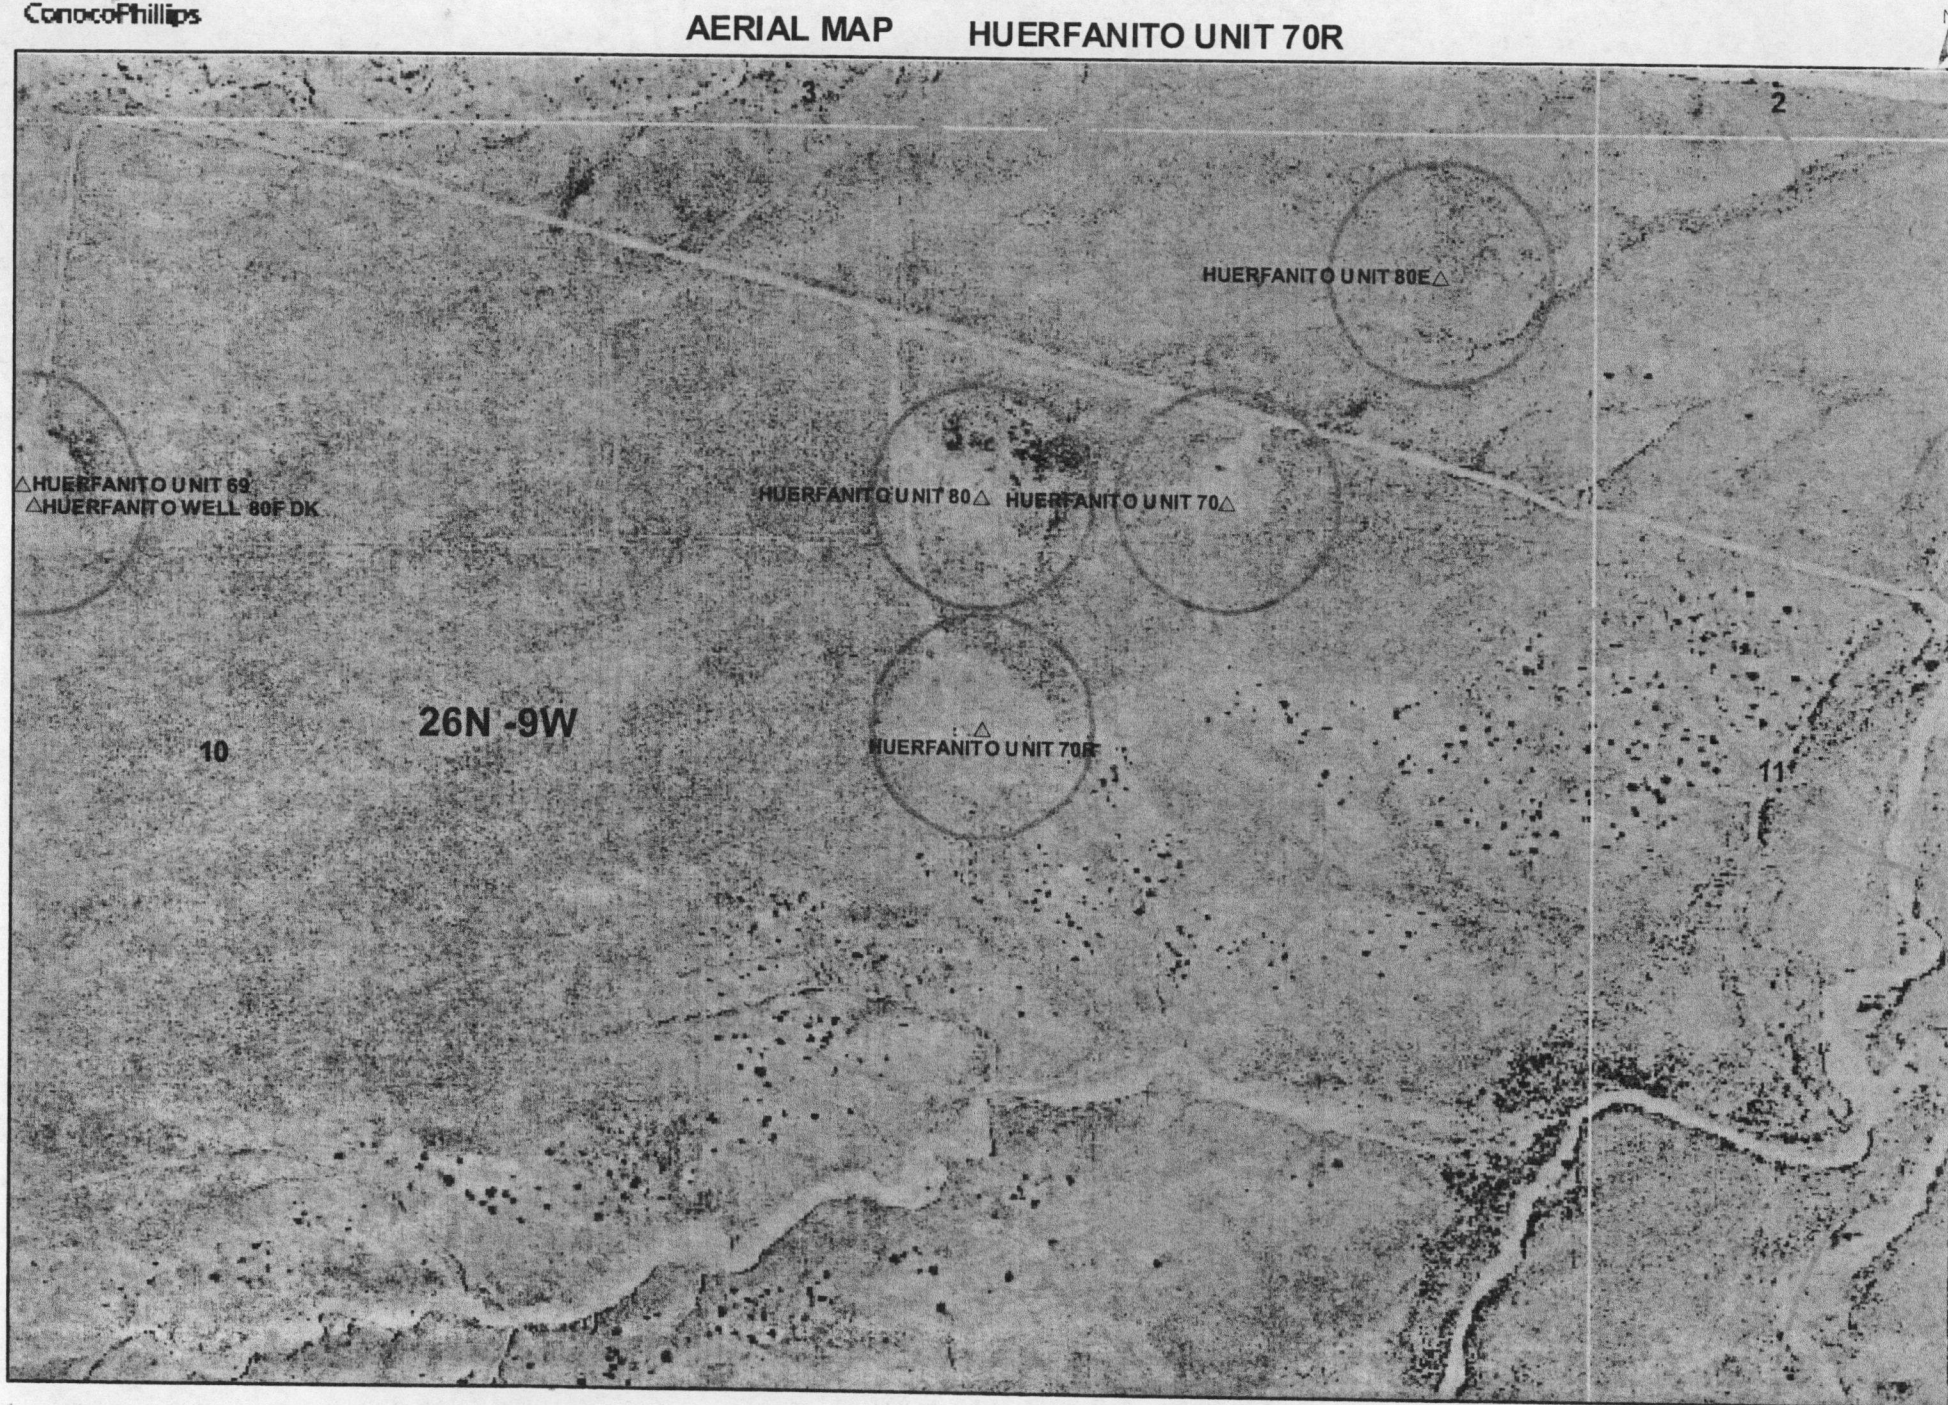 ConocoPhillips
AERIAL MAP HUERFANITO UNIT 70R
N
3
2
HUERFANITO UNIT 80E
HUERFANITO UNIT 69
HUERFANITO WELL 80F DK
HUERFANITO UNIT 80
HUERFANITO UNIT 70
26N -9W
10
HUERFANITO UNIT 70R
11